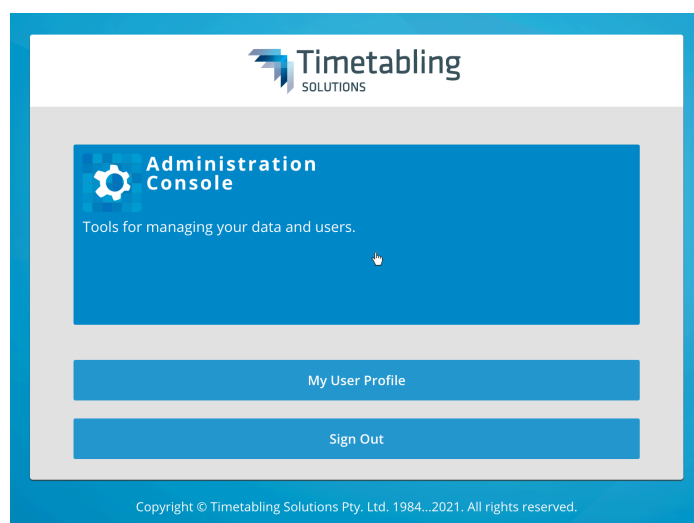 Timetabling
SOLUTIONS
Administration
Console
Tools for managing your data and users.
My User Profile
Sign Out
Copyright © Timetabling Solutions Pty. Ltd. 1984...2021. All rights reserved.